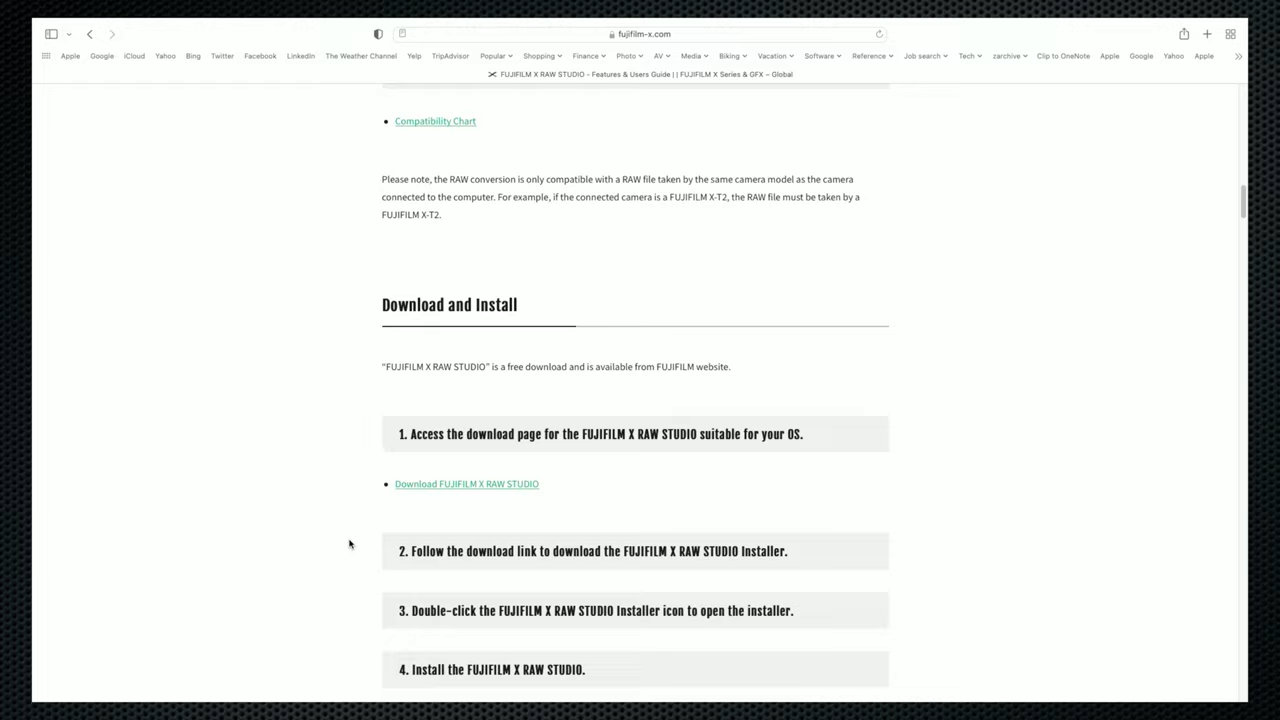 fujifilm-x.com
Apple Google iCloud Yahoo Bing Twitter Facebook LinkedIn The Weather Channel Yelp TripAdvisor Popular Shopping Finance Photo AV Media Biking Vacation Software Reference Job search Tech zarchive Clip to OneNote Apple Google Yahoo Apple
FUJIFILM X RAW STUDIO - Features & Users Guide | | FUJIFILM X Series & GFX – Global
Compatibility Chart
Please note, the RAW conversion is only compatible with a RAW file taken by the same camera model as the camera
connected to the computer. For example, if the connected camera is a FUJIFILM X-T2, the RAW file must be taken by a
FUJIFILM X-T2.
Download and Install
“FUJIFILM X RAW STUDIO” is a free download and is available from FUJIFILM website.
1. Access the download page for the FUJIFILM X RAW STUDIO suitable for your OS.
Download FUJIFILM X RAW STUDIO
2. Follow the download link to download the FUJIFILM X RAW STUDIO Installer.
3. Double-click the FUJIFILM X RAW STUDIO Installer icon to open the installer.
4. Install the FUJIFILM X RAW STUDIO.